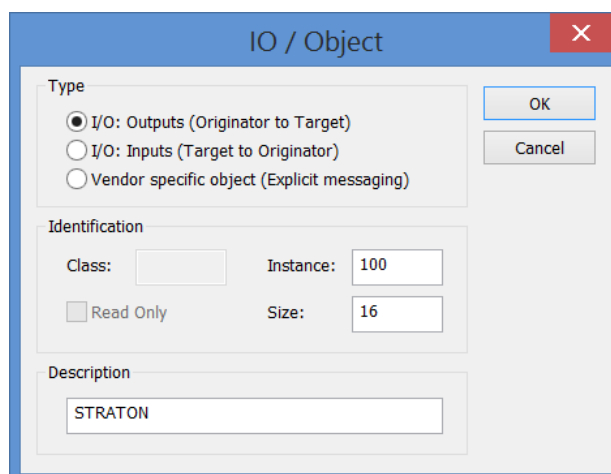 IO / Object
Type
I/O: Outputs (Originator to Target)
I/O: Inputs (Target to Originator)
Vendor specific object (Explicit messaging)
OK
Cancel
Identification
Class:
Instance: 100
Read Only
Size: 16
Description
STRATON